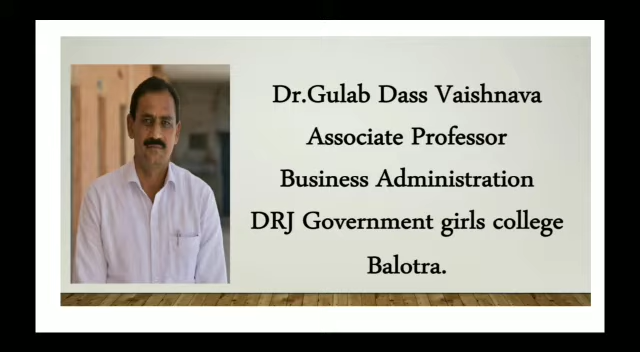 Dr.Gulab Dass Vaishnava
Associate Professor
Business Administration
DRJ Government girls college
Balotra.